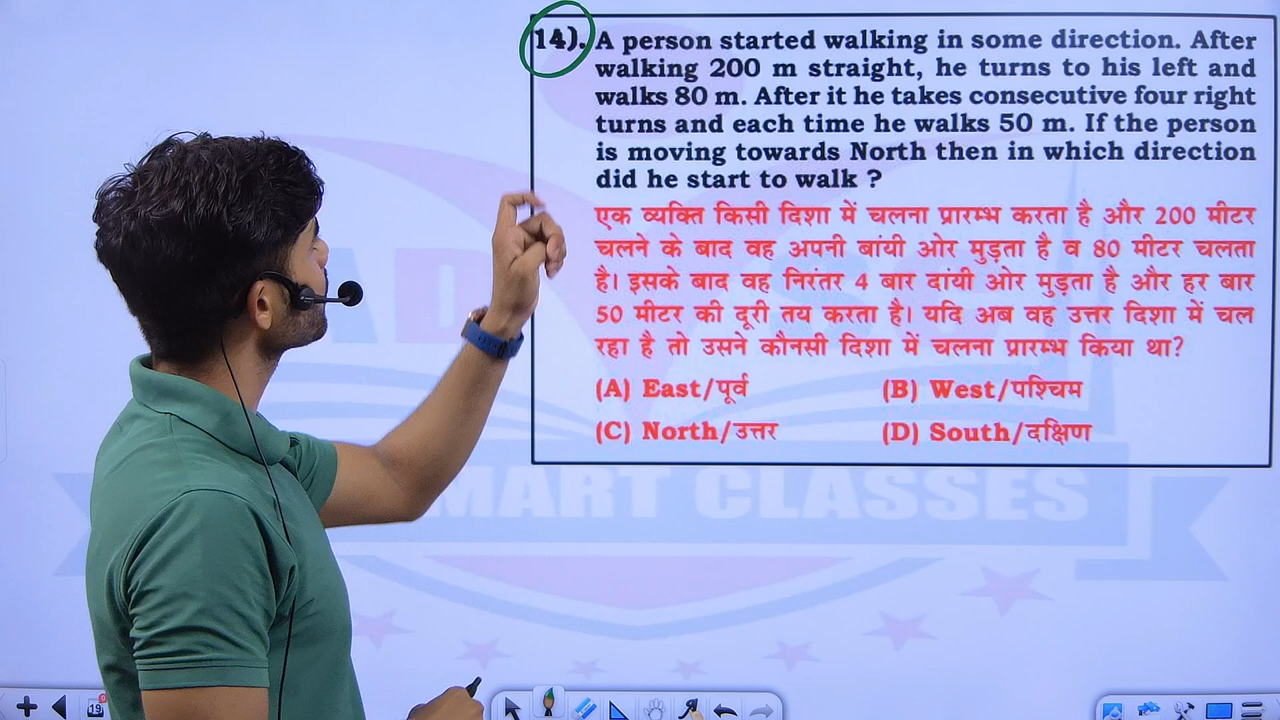 14). A person started walking in some direction. After
walking 200 m straight, he turns to his left and
walks 80 m. After it he takes consecutive four right
turns and each time he walks 50 m. If the person
is moving towards North then in which direction
did he start to walk ?
एक व्यक्ति किसी दिशा में चलना प्रारम्भ करता है और 200 मीटर
चलने के बाद वह अपनी बांयी ओर मुड़ता है व 80 मीटर चलता
है। इसके बाद वह निरंतर 4 बार दांयी ओर मुड़ता है और हर बार
50 मीटर की दूरी तय करता है। यदि अब वह उत्तर दिशा में चल
रहा है तो उसने कौनसी दिशा में चलना प्रारम्भ किया था?
(A) East/पूर्व (B) West/पश्चिम
(C) North/उत्तर (D) South/दक्षिण
MART CLASSES
19